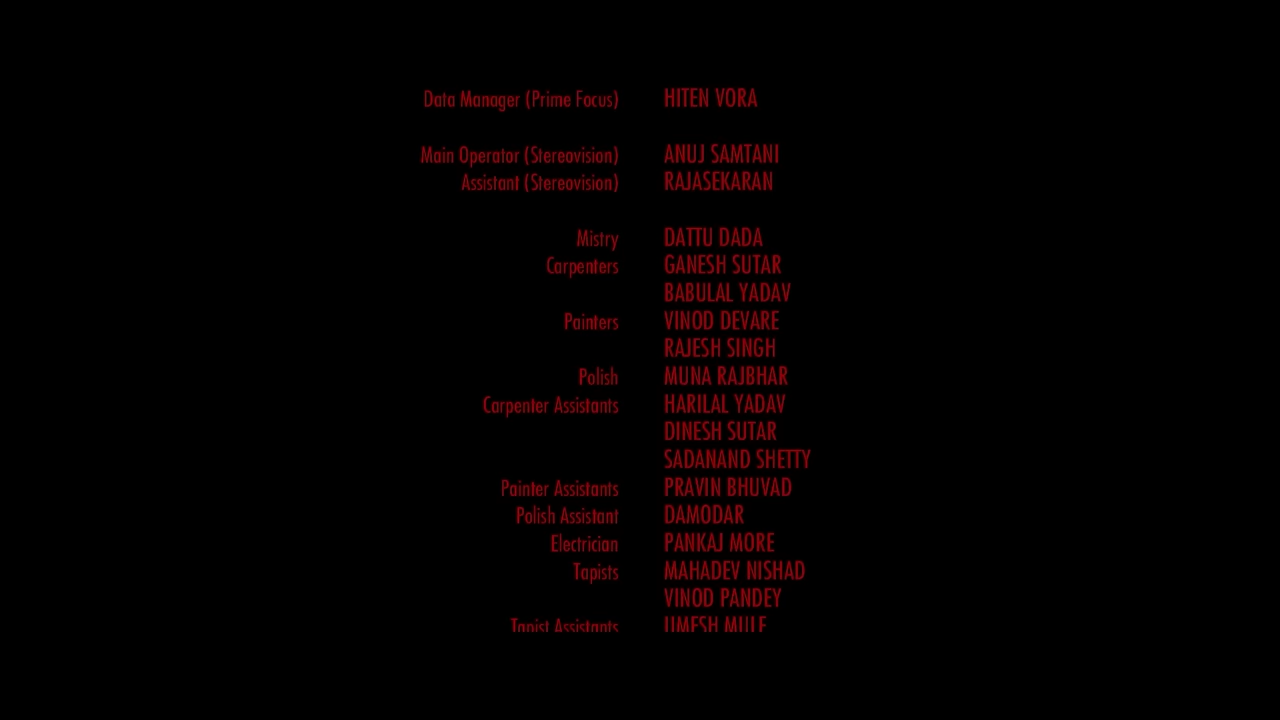 Data Manager (Prime Focus) HITEN VORA
Main Operator (Stereovision) ANUJ SAMTANI
Assistant (Stereovision) RAJASEKARAN
Mistry DATTU DADA
Carpenters GANESH SUTAR
BABULAL YADAV
Painters VINOD DEVARE
RAJESH SINGH
Polish MUNA RAJBHAR
Carpenter Assistants HARILAL YADAV
DINESH SUTAR
SADANAND SHETTY
Painter Assistants PRAVIN BHUVAD
Polish Assistant DAMODAR
Electrician PANKAJ MORE
Tapists MAHADEV NISHAD
VINOD PANDEY
Tapist Assistants UMESH MULE